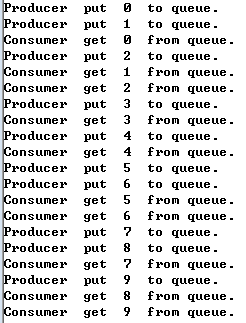 Producer put 0 to queue.
Producer put 1 to queue.
Consumer get 0 from queue.
Producer put 2 to queue.
Consumer get 1 from queue.
Consumer get 2 from queue.
Producer put 3 to queue.
Consumer get 3 from queue.
Producer put 4 to queue.
Consumer get 4 from queue.
Producer put 5 to queue.
Producer put 6 to queue.
Consumer get 5 from queue.
Consumer get 6 from queue.
Producer put 7 to queue.
Producer put 8 to queue.
Consumer get 7 from queue.
Producer put 9 to queue.
Consumer get 8 from queue.
Consumer get 9 from queue.